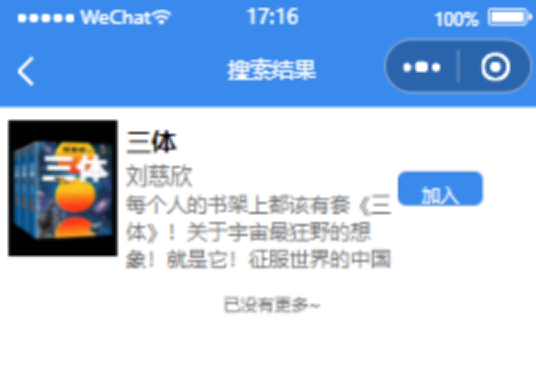 WeChat
17:16
100%
搜索结果
三体
三体
刘慈欣
每个人的书架上都该有套《三
体》！关于宇宙最狂野的想
象！就是它！征服世界的中国
加入
已没有更多~